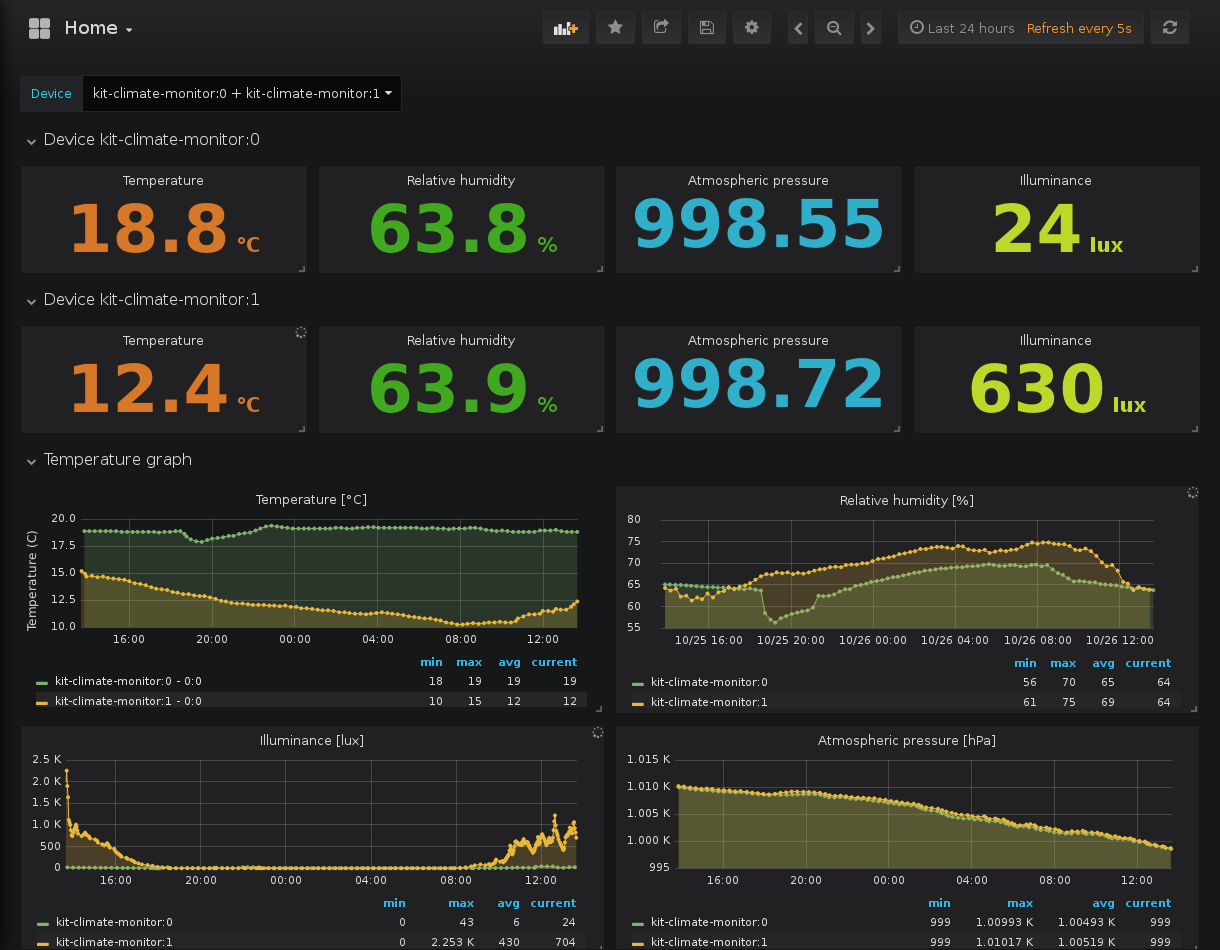 Home
Last 24 hours Refresh every 5s
Device kit-climate-monitor:0 + kit-climate-monitor:1
Device kit-climate-monitor:0
Temperature Relative humidity Atmospheric pressure Illuminance
18.8 °C 63.8 % 998.55 24 lux
Device kit-climate-monitor:1
Temperature Relative humidity Atmospheric pressure Illuminance
12.4 °C 63.9 % 998.72 630 lux
Temperature graph
Temperature [°C]
Temperature (C)
20.0
17.5
15.0
12.5
10.0
16:00 20:00 00:00 04:00 08:00 12:00
min max avg current
kit-climate-monitor:0 - 0:0 18 19 19 19
kit-climate-monitor:1 - 0:0 10 15 12 12
Relative humidity [%]
80
75
70
65
60
55
10/25 16:00 10/25 20:00 10/26 00:00 10/26 04:00 10/26 08:00 10/26 12:00
min max avg current
kit-climate-monitor:0 56 70 65 64
kit-climate-monitor:1 61 75 69 64
Illuminance [lux]
2.5 K
2.0 K
1.5 K
1.0 K
500
0
16:00 20:00 00:00 04:00 08:00 12:00
min max avg current
kit-climate-monitor:0 0 43 6 24
kit-climate-monitor:1 0 2.253 K 430 704
Atmospheric pressure [hPa]
1.015 K
1.010 K
1.005 K
1.000 K
995
16:00 20:00 00:00 04:00 08:00 12:00
min max avg current
kit-climate-monitor:0 999 1.00993 K 1.00493 K 999
kit-climate-monitor:1 999 1.01017 K 1.00519 K 999